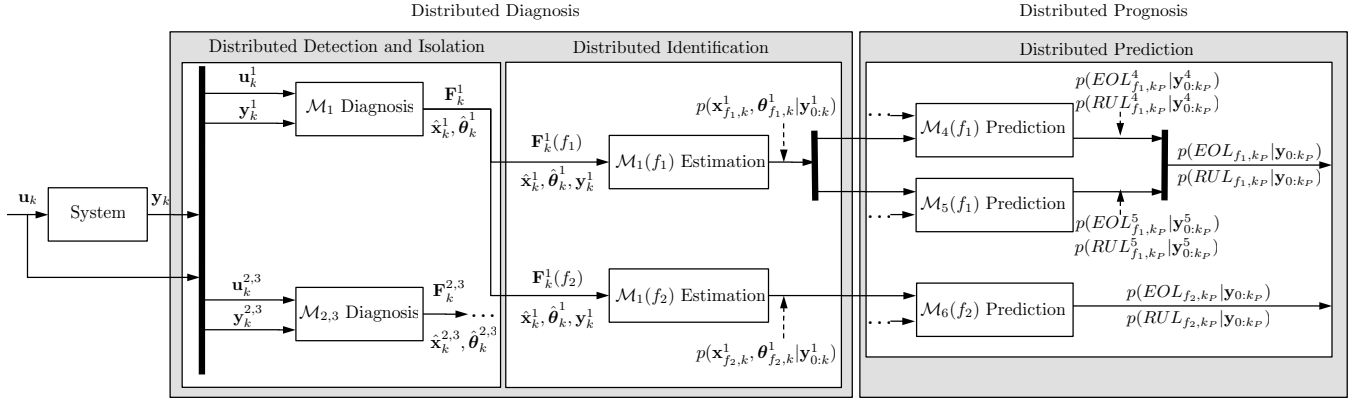 Distributed Diagnosis
Distributed Prognosis
Distributed Detection and Isolation
Distributed Identification
Distributed Prediction
u_k
System
y_k
u_k^1
y_k^1
M_1 Diagnosis
F_k^1
x̂_k^1, θ̂_k^1
u_k^{2,3}
y_k^{2,3}
M_{2,3} Diagnosis
F_k^{2,3}
...
x̂_k^{2,3}, θ̂_k^{2,3}
F_k^1(f_1)
x̂_k^1, θ̂_k^1, y_k^1
M_1(f_1) Estimation
p(x_{f_1,k}^1, θ_{f_1,k}^1|y_{0:k}^1)
F_k^1(f_2)
x̂_k^1, θ̂_k^1, y_k^1
M_1(f_2) Estimation
p(x_{f_2,k}^1, θ_{f_2,k}^1|y_{0:k}^1)
...
M_4(f_1) Prediction
p(EOL_{f_1,k_P}^4|y_{0:k_P}^4)
p(RUL_{f_1,k_P}^4|y_{0:k_P}^4)
M_5(f_1) Prediction
...
p(EOL_{f_1,k_P}^5|y_{0:k_P}^5)
p(RUL_{f_1,k_P}^5|y_{0:k_P}^5)
p(EOL_{f_1,k_P}|y_{0:k_P})
p(RUL_{f_1,k_P}|y_{0:k_P})
M_6(f_2) Prediction
...
p(EOL_{f_2,k_P}|y_{0:k_P})
p(RUL_{f_2,k_P}|y_{0:k_P})